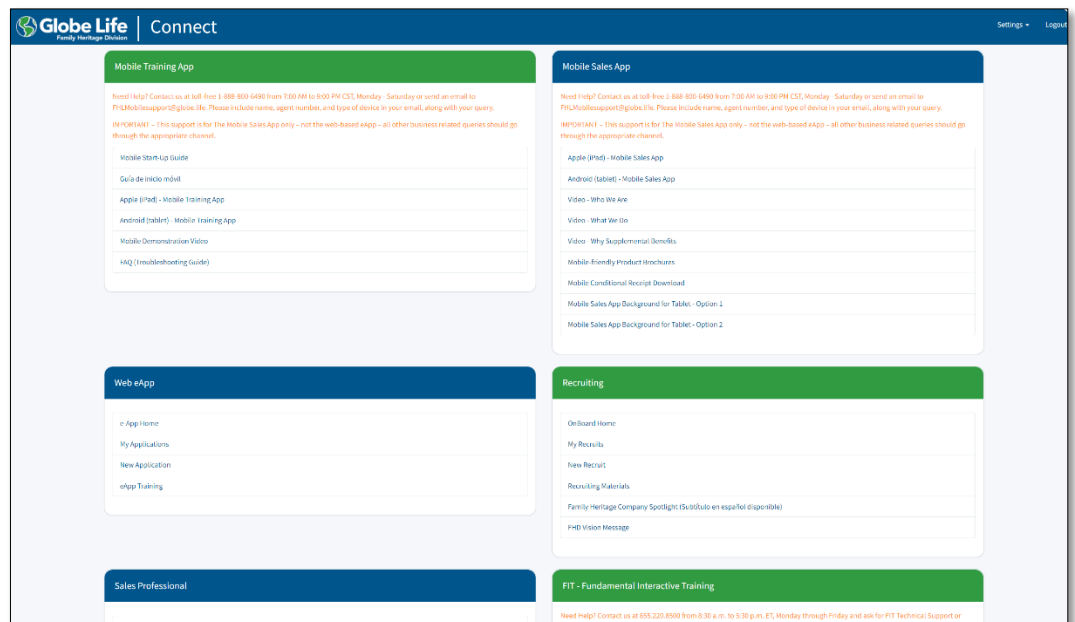 Globe Life
Family Heritage Division
Connect
Settings
Logout
Mobile Training App
Need Help? Contact us at toll-free 1-888-800-6490 from 7:00 AM to 9:00 PM CST, Monday - Saturday or send an email to
FHLMobilesupport@globe.life. Please include name, agent number, and type of device in your email, along with your query.
IMPORTANT – This support is for The Mobile Sales App only – not the web-based eApp – all other business related queries should go
through the appropriate channel.
Mobile Start-Up Guide
Guía de inicio móvil
Apple (iPad) - Mobile Training App
Android (tablet) - Mobile Training App
Mobile Demonstration Video
FAQ (Troubleshooting Guide)
Mobile Sales App
Need Help? Contact us at toll-free 1-888-800-6490 from 7:00 AM to 9:00 PM CST, Monday - Saturday or send an email to
FHLMobilesupport@globe.life. Please include name, agent number, and type of device in your email, along with your query.
IMPORTANT – This support is for The Mobile Sales App only – not the web-based eApp – all other business related queries should go
through the appropriate channel.
Apple (iPad) - Mobile Sales App
Android (tablet) - Mobile Sales App
Video - Who We Are
Video - What We Do
Video - Why Supplemental Benefits
Mobile-friendly Product Brochures
Mobile Conditional Receipt Download
Mobile Sales App Background for Tablet - Option 1
Mobile Sales App Background for Tablet - Option 2
Web eApp
e-App Home
My Applications
New Application
eApp Training
Recruiting
OnBoard Home
My Recruits
New Recruit
Recruiting Materials
Family Heritage Company Spotlight (Subtítulo en español disponible)
FHD Vision Message
Sales Professional
FIT - Fundamental Interactive Training
Need Help? Contact us at 855.220.8500 from 8:30 a.m. to 5:30 p.m. ET, Monday through Friday and ask for FIT Technical Support or